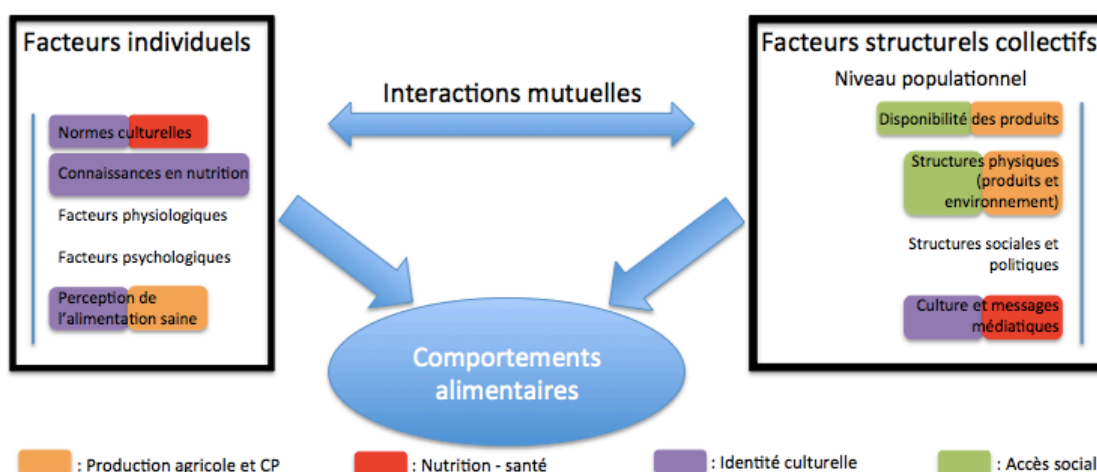 Facteurs individuels
Normes culturelles
Connaissances en nutrition
Facteurs physiologiques
Facteurs psychologiques
Perception de
l'alimentation saine
Interactions mutuelles
Facteurs structurels collectifs
Niveau populationnel
Disponibilité des produits
Structures physiques
(produits et
environnement)
Structures sociales et
politiques
Culture et messages
médiatiques
Comportements
alimentaires
: Production agricole et CP
: Nutrition - santé
: Identité culturelle
: Accès social